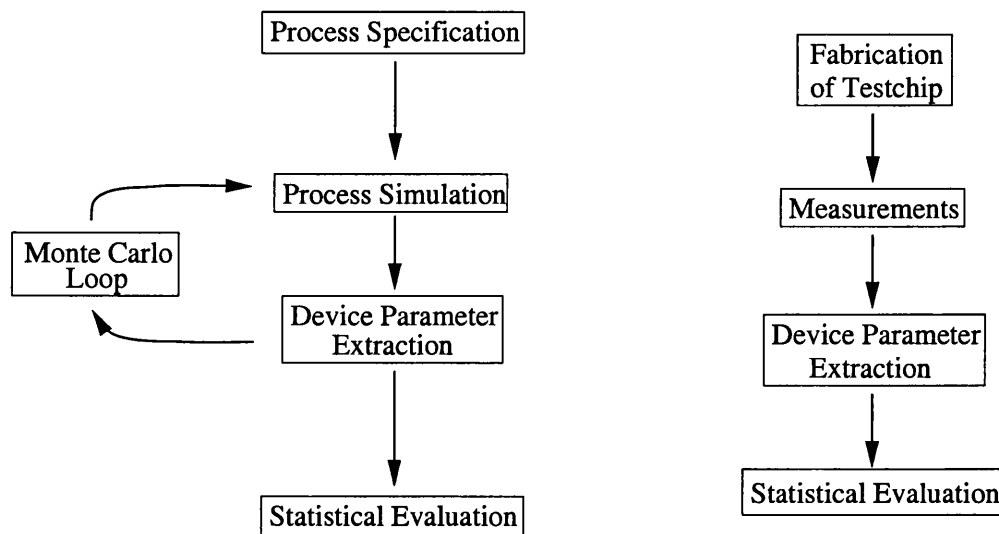 Process Specification
Process Simulation
Monte Carlo
Loop
Device Parameter
Extraction
Statistical Evaluation
Fabrication
of Testchip
Measurements
Device Parameter
Extraction
Statistical Evaluation